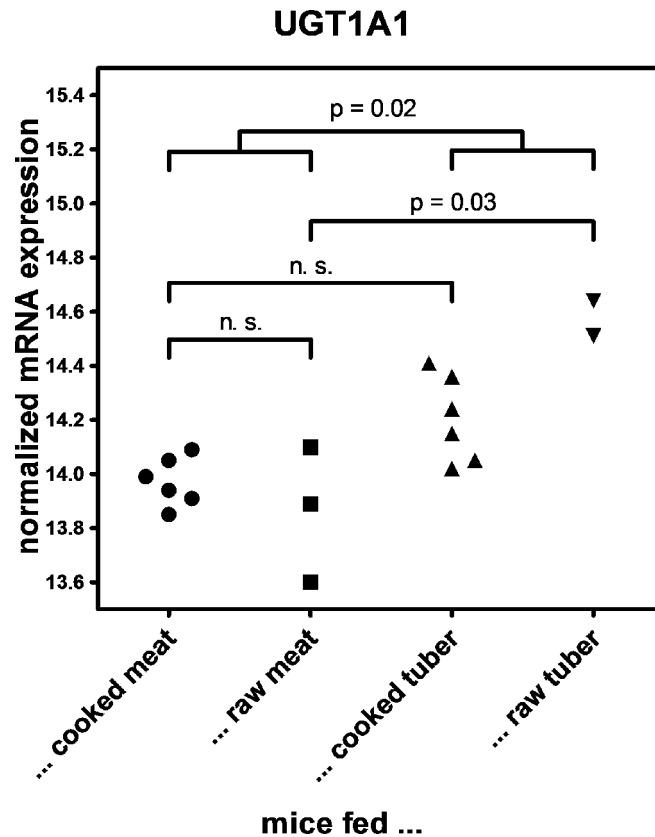 UGT1A1
normalized mRNA expression
15.4
15.2
15.0
14.8
14.6
14.4
14.2
14.0
13.8
13.6
p = 0.02
p = 0.03
n. s.
n. s.
... cooked meat
... raw meat
... cooked tuber
... raw tuber
mice fed ...